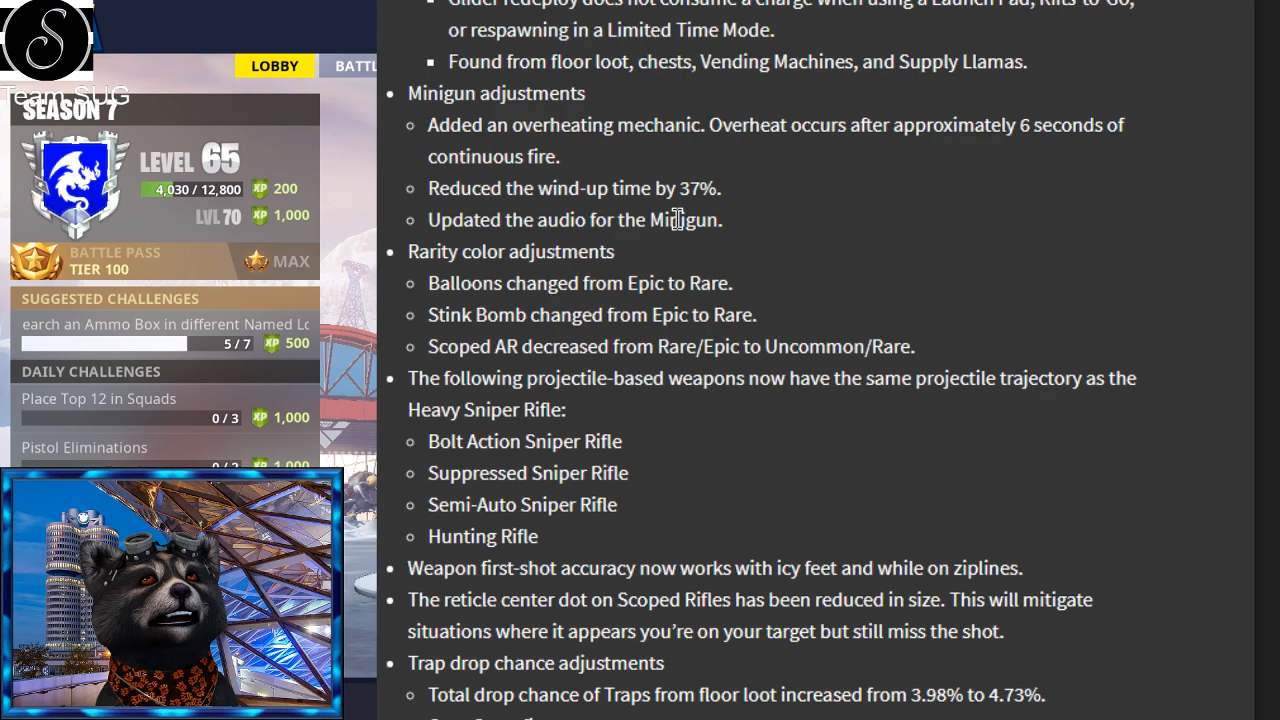 S
Team SUG
LOBBY
BATTL
SEASON 7
LEVEL 65
4,030 / 12,800 XP 200
LVL 70 XP 1,000
BATTLE PASS
TIER 100
MAX
SUGGESTED CHALLENGES
earch an Ammo Box in different Named Lo
5 / 7 XP 500
DAILY CHALLENGES
Place Top 12 in Squads
0 / 3 XP 1,000
Pistol Eliminations
Glider redeploy does not consume a charge when using a Launch Pad, Rifts-to-Go,
or respawning in a Limited Time Mode.
▪ Found from floor loot, chests, Vending Machines, and Supply Llamas.
• Minigun adjustments
○ Added an overheating mechanic. Overheat occurs after approximately 6 seconds of
continuous fire.
○ Reduced the wind-up time by 37%.
○ Updated the audio for the Minigun.
• Rarity color adjustments
○ Balloons changed from Epic to Rare.
○ Stink Bomb changed from Epic to Rare.
○ Scoped AR decreased from Rare/Epic to Uncommon/Rare.
• The following projectile-based weapons now have the same projectile trajectory as the
Heavy Sniper Rifle:
○ Bolt Action Sniper Rifle
○ Suppressed Sniper Rifle
○ Semi-Auto Sniper Rifle
○ Hunting Rifle
• Weapon first-shot accuracy now works with icy feet and while on ziplines.
• The reticle center dot on Scoped Rifles has been reduced in size. This will mitigate
situations where it appears you’re on your target but still miss the shot.
• Trap drop chance adjustments
○ Total drop chance of Traps from floor loot increased from 3.98% to 4.73%.